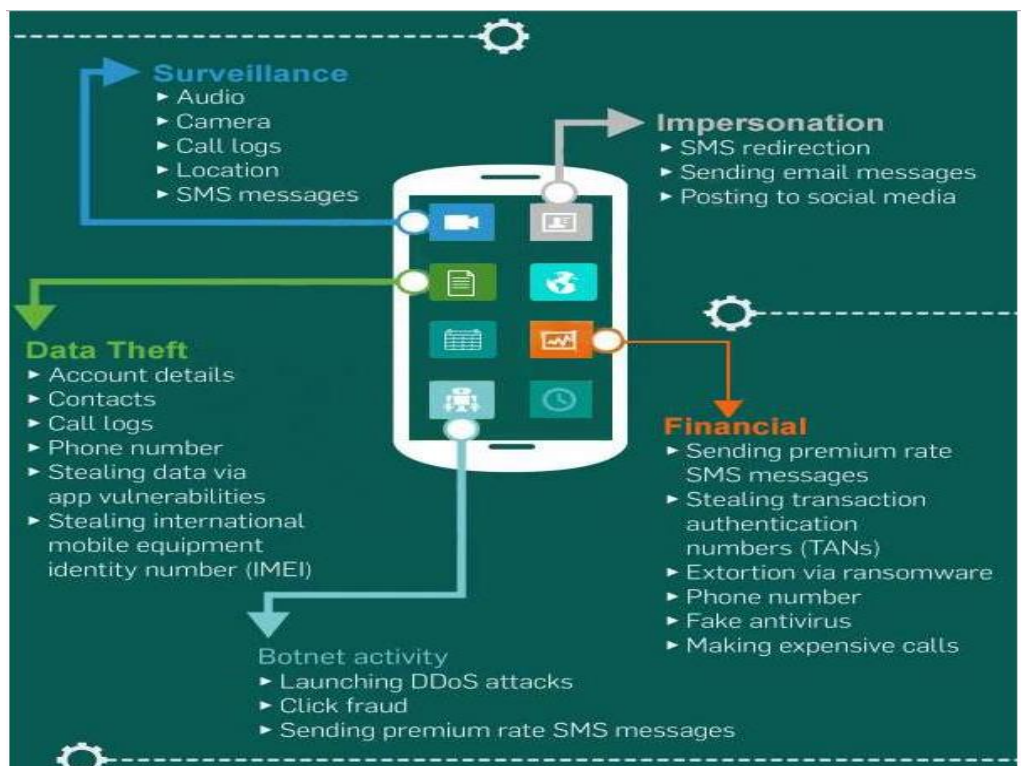 Surveillance
► Audio
► Camera
► Call logs
► Location
► SMS messages
Impersonation
► SMS redirection
► Sending email messages
► Posting to social media
Data Theft
► Account details
► Contacts
► Call logs
► Phone number
► Stealing data via
app vulnerabilities
► Stealing international
mobile equipment
identity number (IMEI)
Financial
► Sending premium rate
SMS messages
► Stealing transaction
authentication
numbers (TANs)
► Extortion via ransomware
► Phone number
► Fake antivirus
► Making expensive calls
Botnet activity
► Launching DDoS attacks
► Click fraud
► Sending premium rate SMS messages